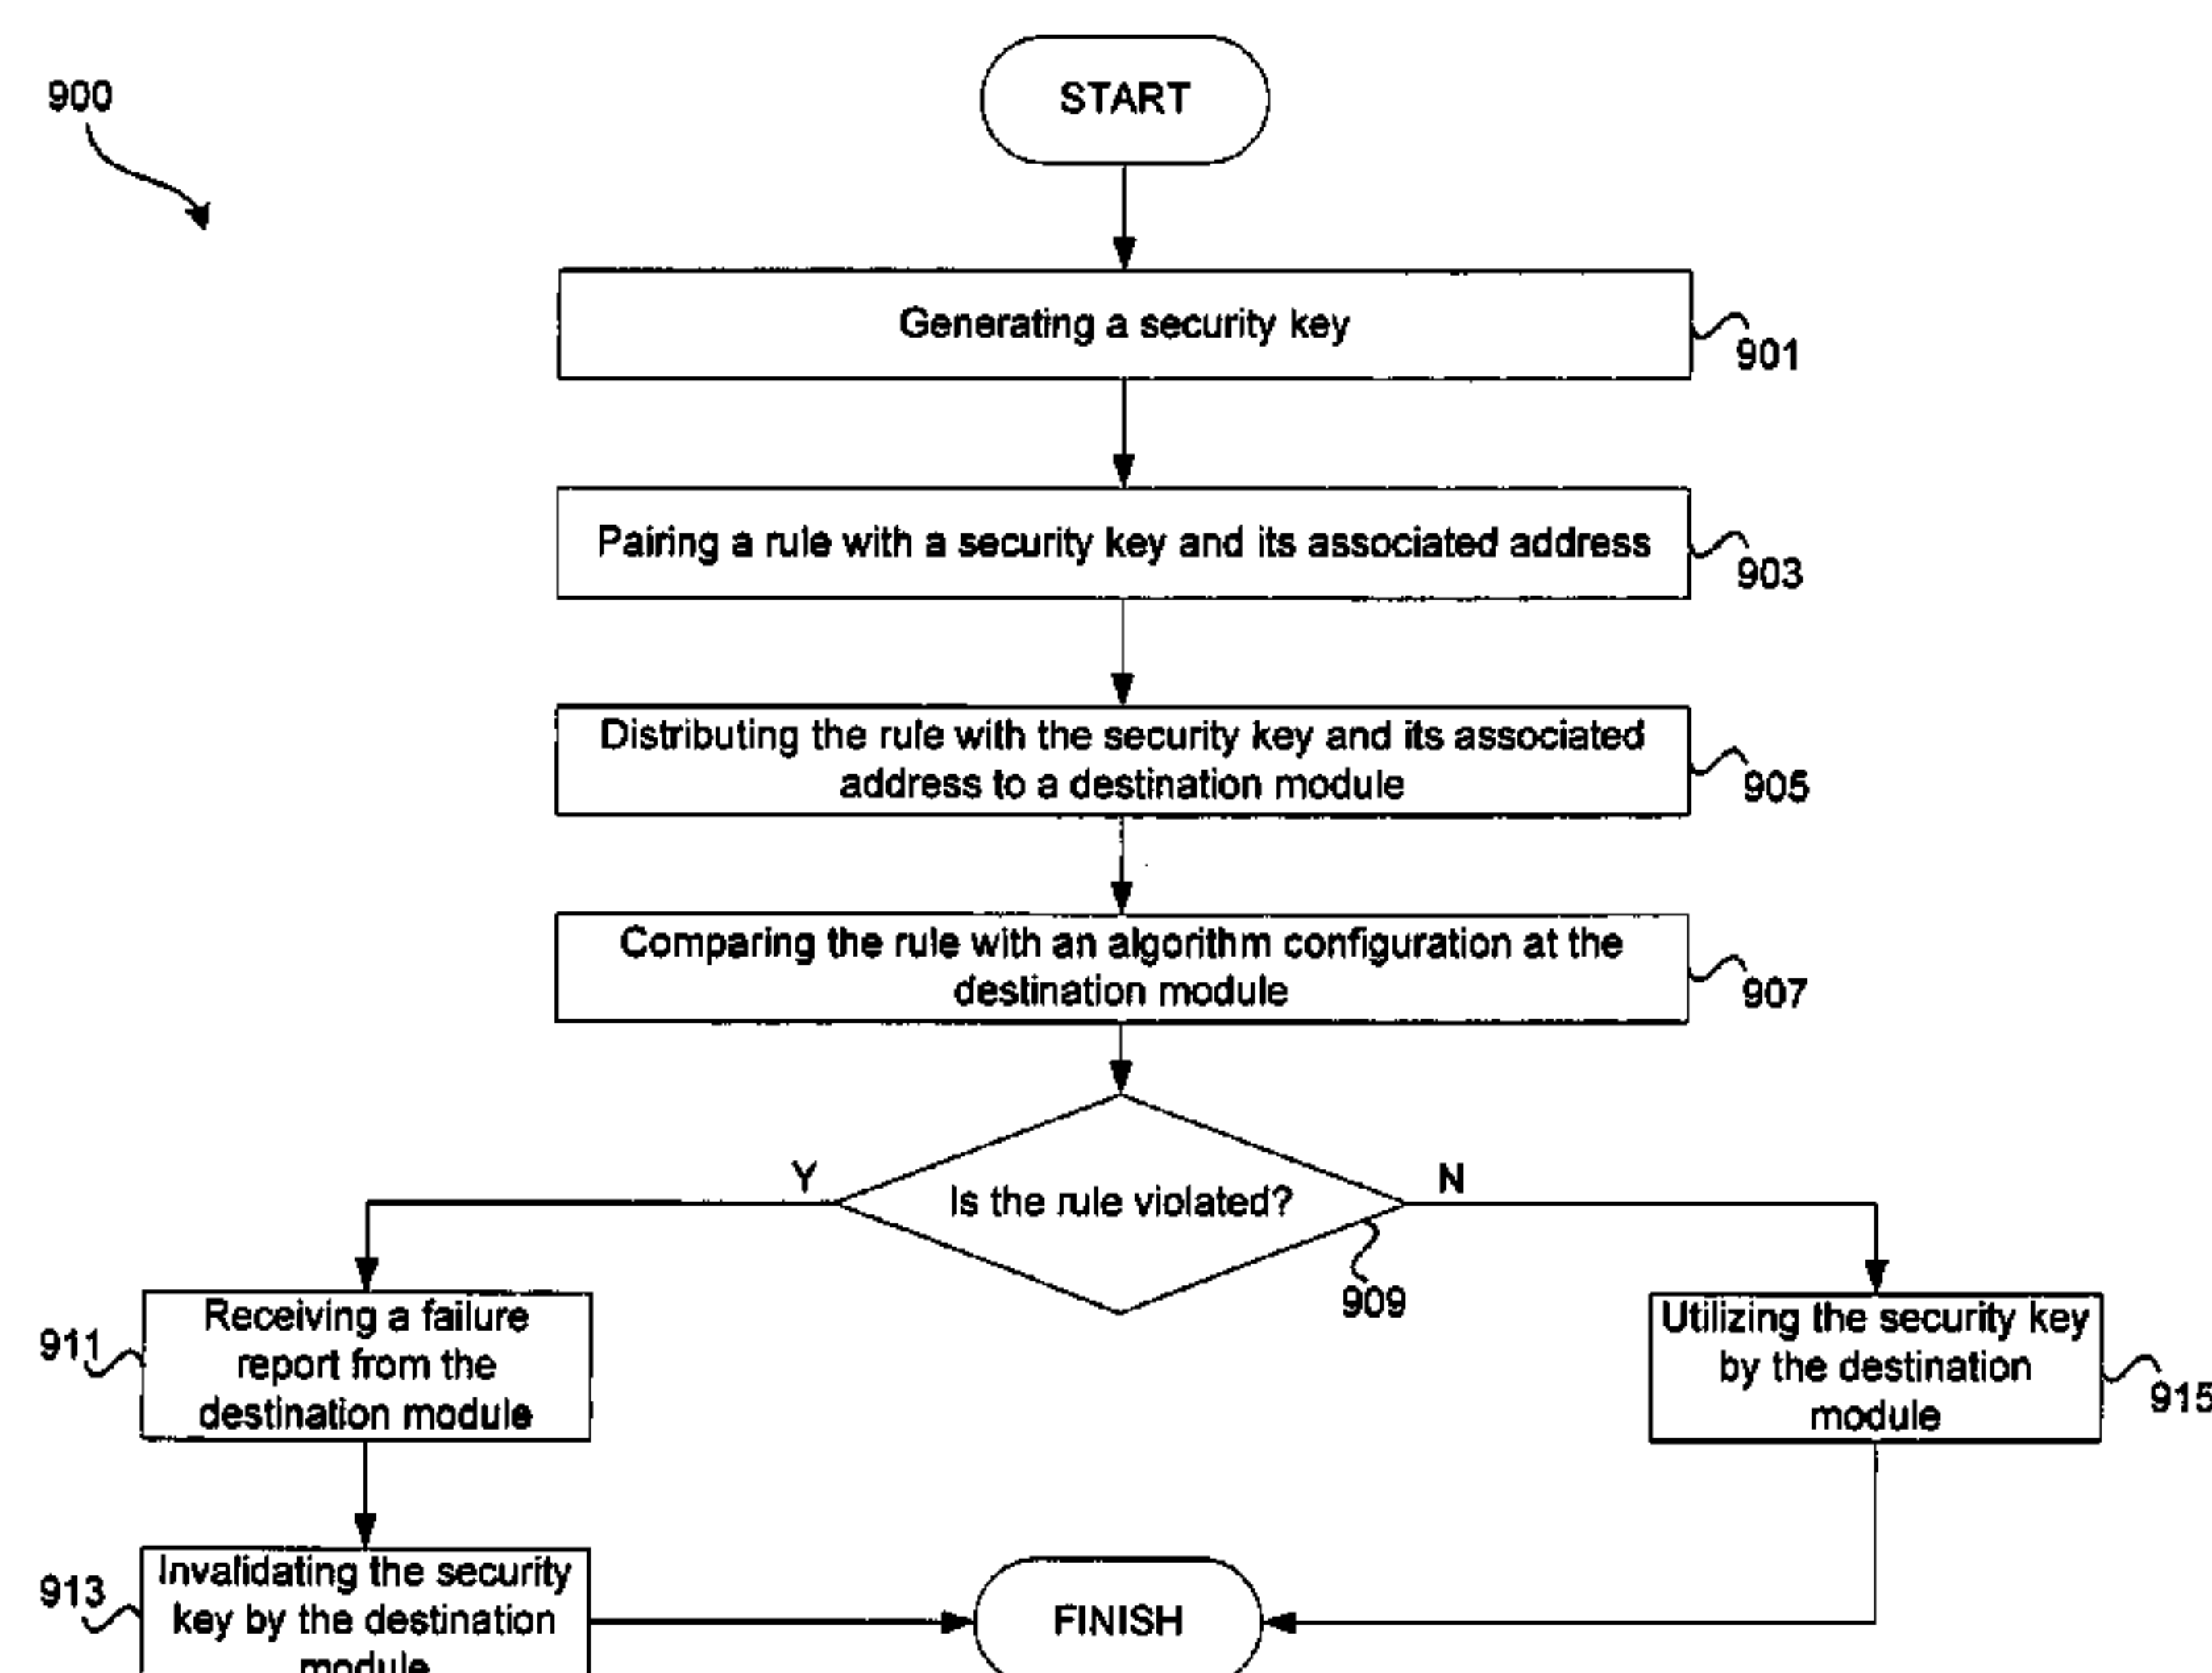 900
START
Generating a security key
901
Pairing a rule with a security key and its associated address
903
Distributing the rule with the security key and its associated
address to a destination module
905
Comparing the rule with an algorithm configuration at the
destination module
907
Y
Is the rule violated?
N
909
911
Receiving a failure
report from the
destination module
Utilizing the security key
by the destination
module
915
913
Invalidating the security
key by the destination
module
FINISH